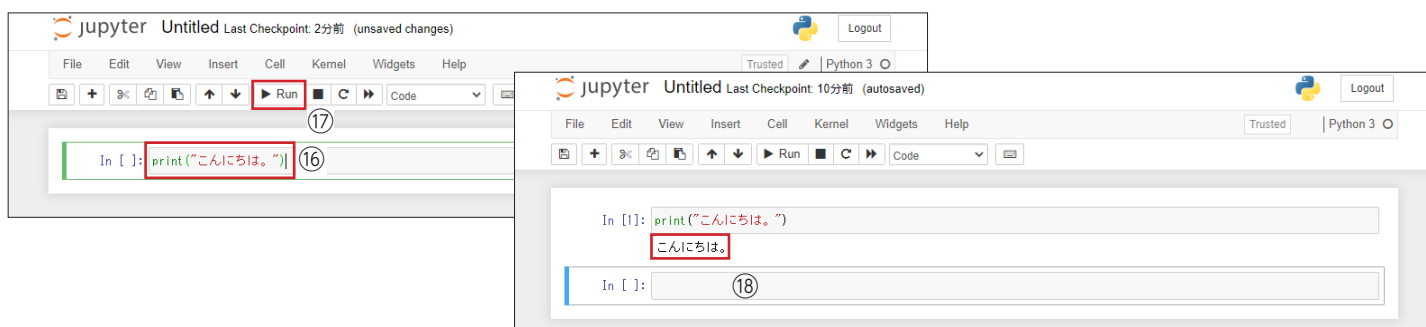 jupyter Untitled Last Checkpoint: 2分前 (unsaved changes) Logout
File Edit View Insert Cell Kernel Widgets Help Trusted Python 3
Run Code
⑰
In [ ]: print("こんにちは。") ⑯
jupyter Untitled Last Checkpoint: 10分前 (autosaved) Logout
File Edit View Insert Cell Kernel Widgets Help Trusted Python 3
Run Code
In [1]: print("こんにちは。")
こんにちは。
In [ ]: ⑱